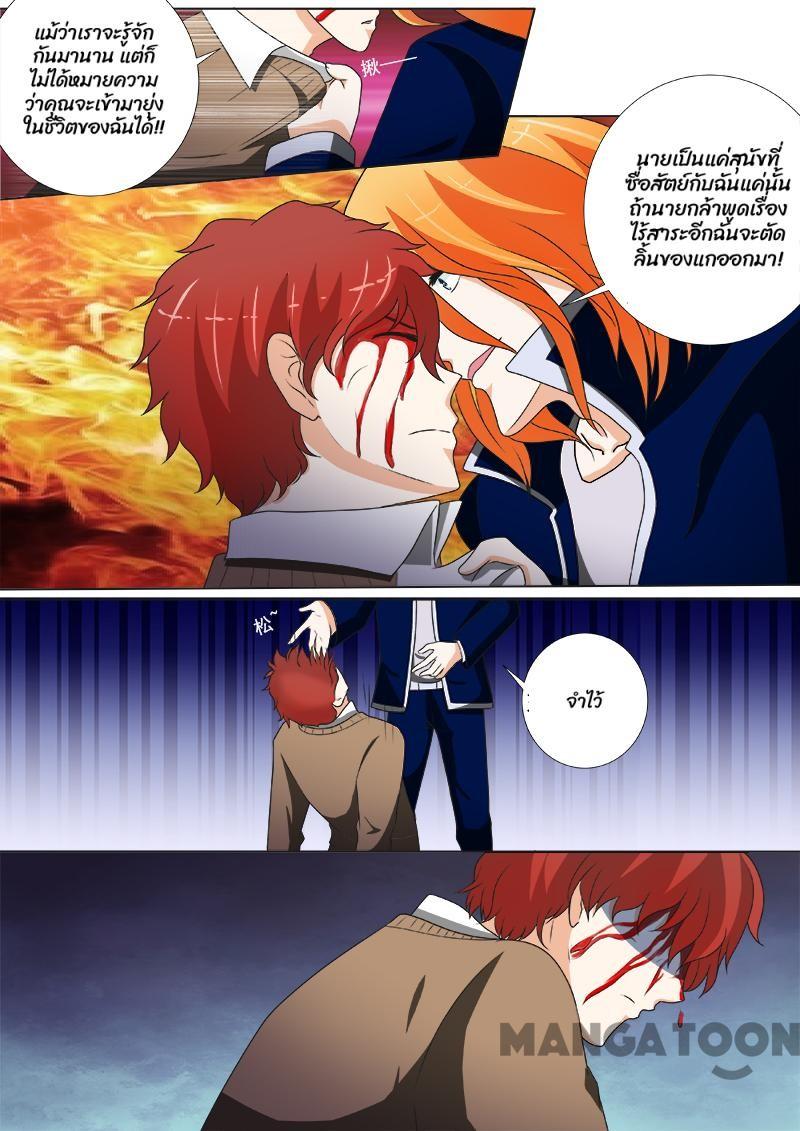 แม้ว่าเราจะรู้จัก
กันมานาน แต่ก็
ไม่ได้หมายความ
ว่าคุณจะเข้ามายุ่ง
ในชีวิตของฉันได้!!
揪——
นายเป็นแค่สุนัขที่
ซื่อสัตย์กับฉันแค่นั้น
ถ้านายกล้าพูดเรื่อง
ไร้สาระอีกฉันจะตัด
ลิ้นของแกออกมา!
松~
จำไว้
MANGATOON